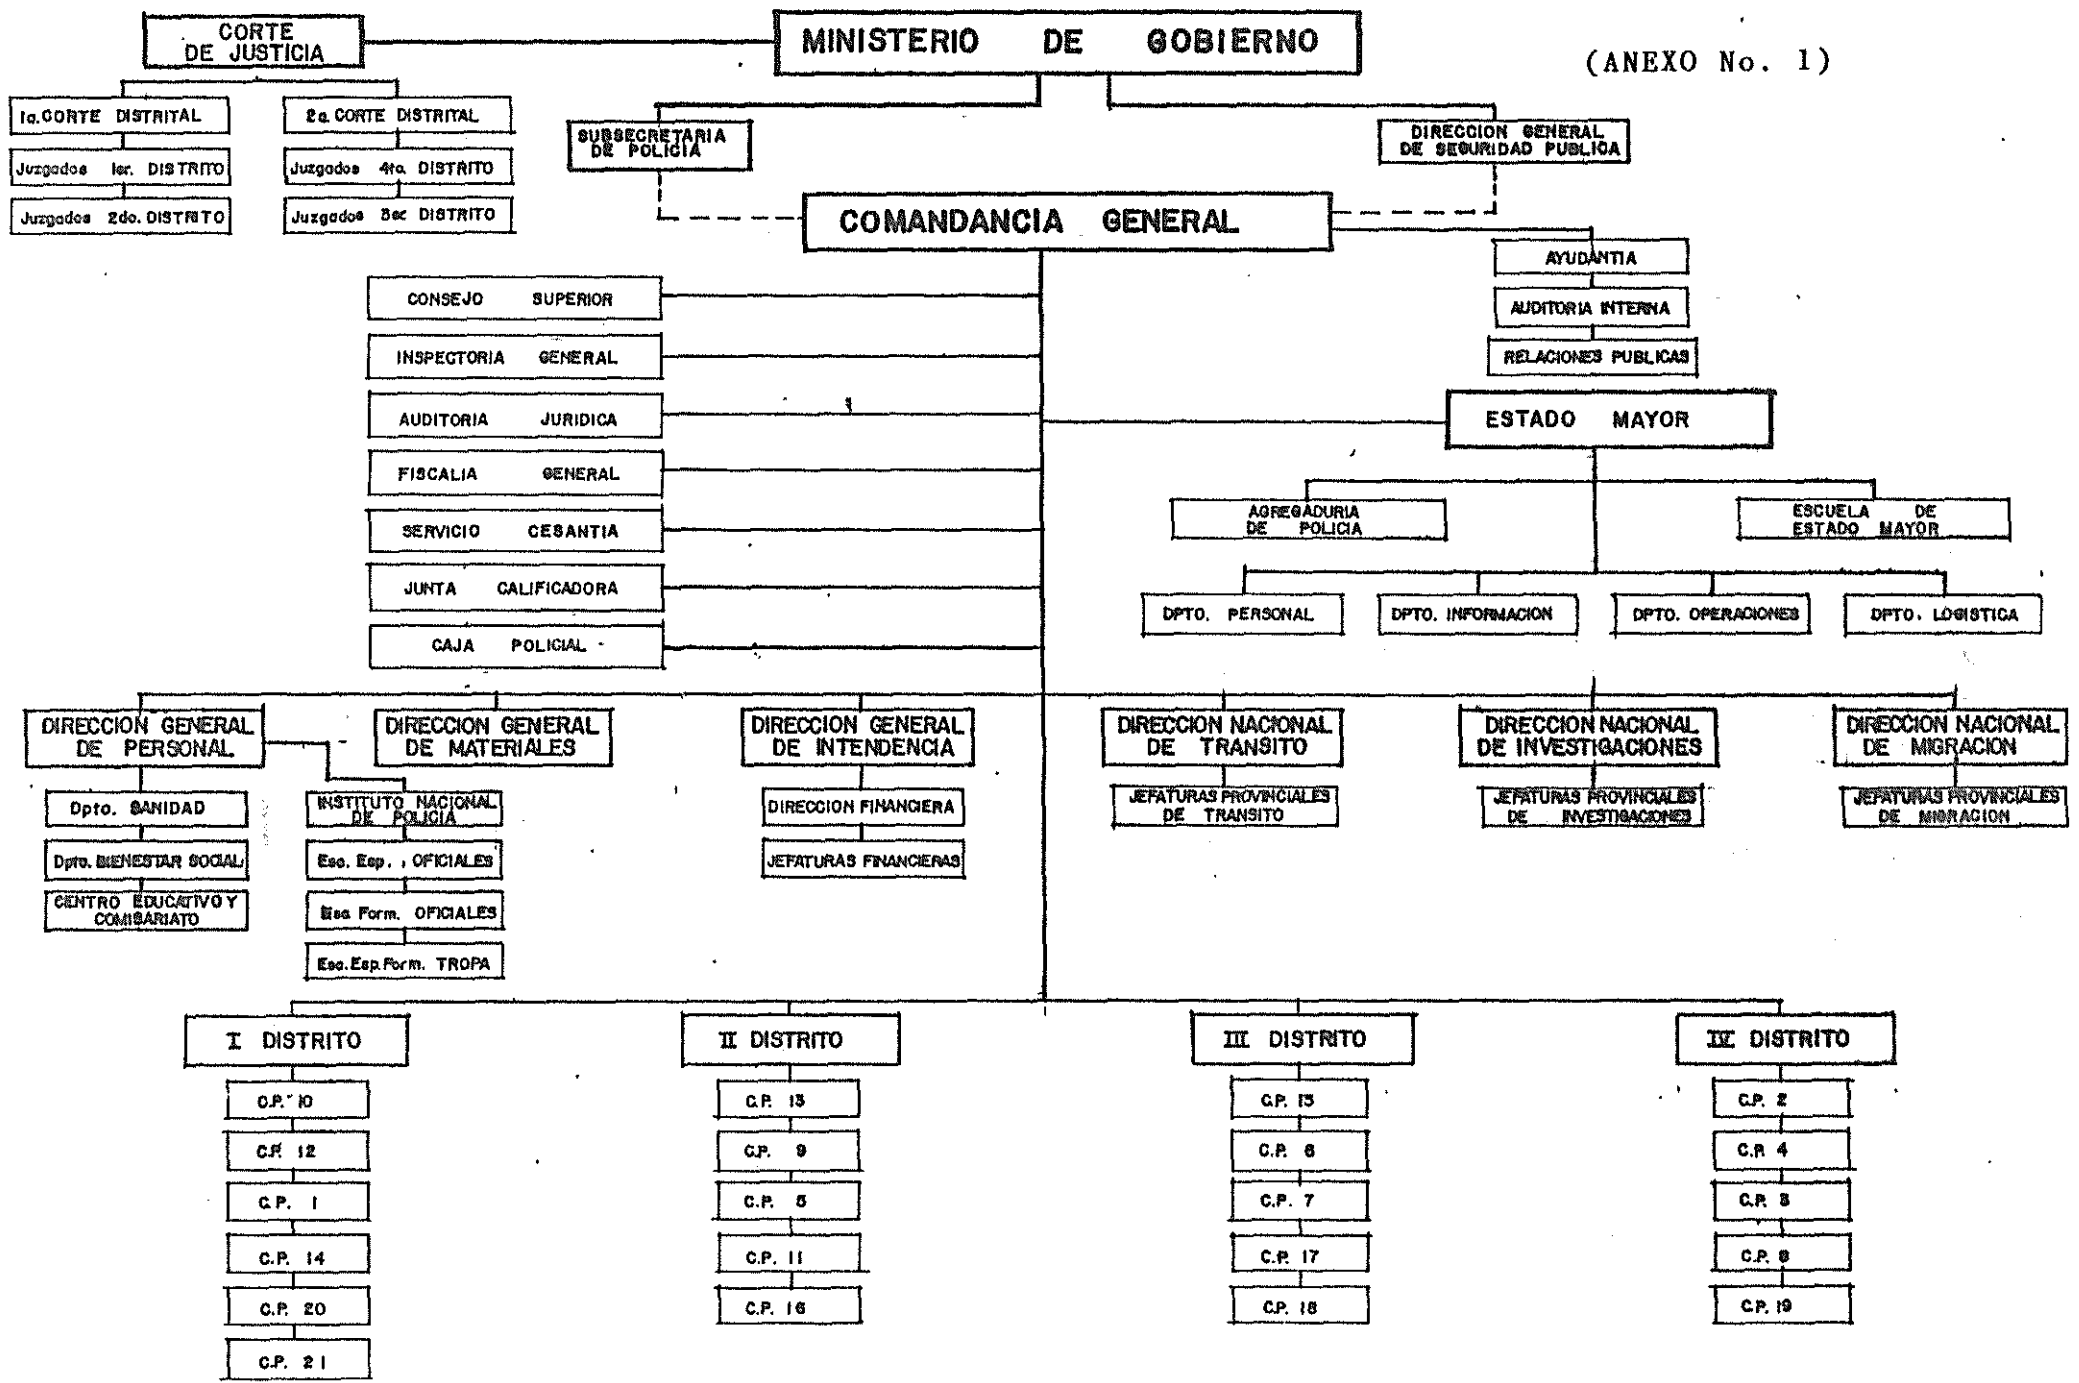 CORTE
DE JUSTICIA
MINISTERIO DE GOBIERNO
(ANEXO No. 1)
1a. CORTE DISTRITAL
2a. CORTE DISTRITAL
Juzgados 1er. DISTRITO
Juzgados 4to. DISTRITO
Juzgados 2do. DISTRITO
Juzgados 3er. DISTRITO
SUBSECRETARIA
DE POLICIA
DIRECCION GENERAL
DE SEGURIDAD PUBLICA
COMANDANCIA GENERAL
AYUDANTIA
AUDITORIA INTERNA
RELACIONES PUBLICAS
CONSEJO SUPERIOR
INSPECTORIA GENERAL
AUDITORIA JURIDICA
FISCALIA GENERAL
SERVICIO CESANTIA
JUNTA CALIFICADORA
CAJA POLICIAL
ESTADO MAYOR
AGREGADURIA
DE POLICIA
ESCUELA DE
ESTADO MAYOR
DPTO. PERSONAL
DPTO. INFORMACION
DPTO. OPERACIONES
DPTO. LOGISTICA
DIRECCION GENERAL
DE PERSONAL
DIRECCION GENERAL
DE MATERIALES
DIRECCION GENERAL
DE INTENDENCIA
DIRECCION NACIONAL
DE TRANSITO
DIRECCION NACIONAL
DE INVESTIGACIONES
DIRECCION NACIONAL
DE MIGRACION
Dpto. SANIDAD
Dpto. BIENESTAR SOCIAL
CENTRO EDUCATIVO Y
COMISARIATO
INSTITUTO NACIONAL
DE POLICIA
Esc. Esp. OFICIALES
Esc. Form. OFICIALES
Esc. Esp. Form. TROPA
DIRECCION FINANCIERA
JEFATURAS FINANCIERAS
JEFATURAS PROVINCIALES
DE TRANSITO
JEFATURAS PROVINCIALES
DE INVESTIGACIONES
JEFATURAS PROVINCIALES
DE MIGRACION
I DISTRITO
C.P. 10
C.P. 12
C.P. 1
C.P. 14
C.P. 20
C.P. 21
II DISTRITO
C.P. 13
C.P. 9
C.P. 5
C.P. 11
C.P. 16
III DISTRITO
C.P. 15
C.P. 6
C.P. 7
C.P. 17
C.P. 18
IV DISTRITO
C.P. 2
C.P. 4
C.P. 3
C.P. 8
C.P. 19